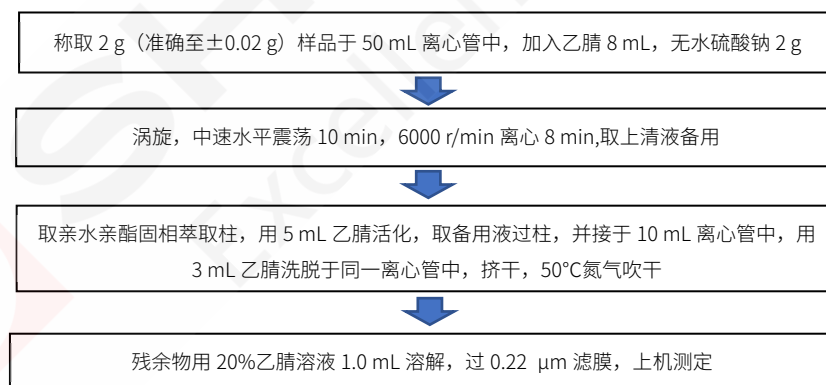 称取 2 g（准确至±0.02 g）样品于 50 mL 离心管中，加入乙腈 8 mL，无水硫酸钠 2 g
涡旋，中速水平震荡 10 min，6000 r/min 离心 8 min,取上清液备用
取亲水亲酯固相萃取柱，用 5 mL 乙腈活化，取备用液过柱，并接于 10 mL 离心管中，用
3 mL 乙腈洗脱于同一离心管中，挤干，50°C氮气吹干
残余物用 20%乙腈溶液 1.0 mL 溶解，过 0.22 μm 滤膜，上机测定